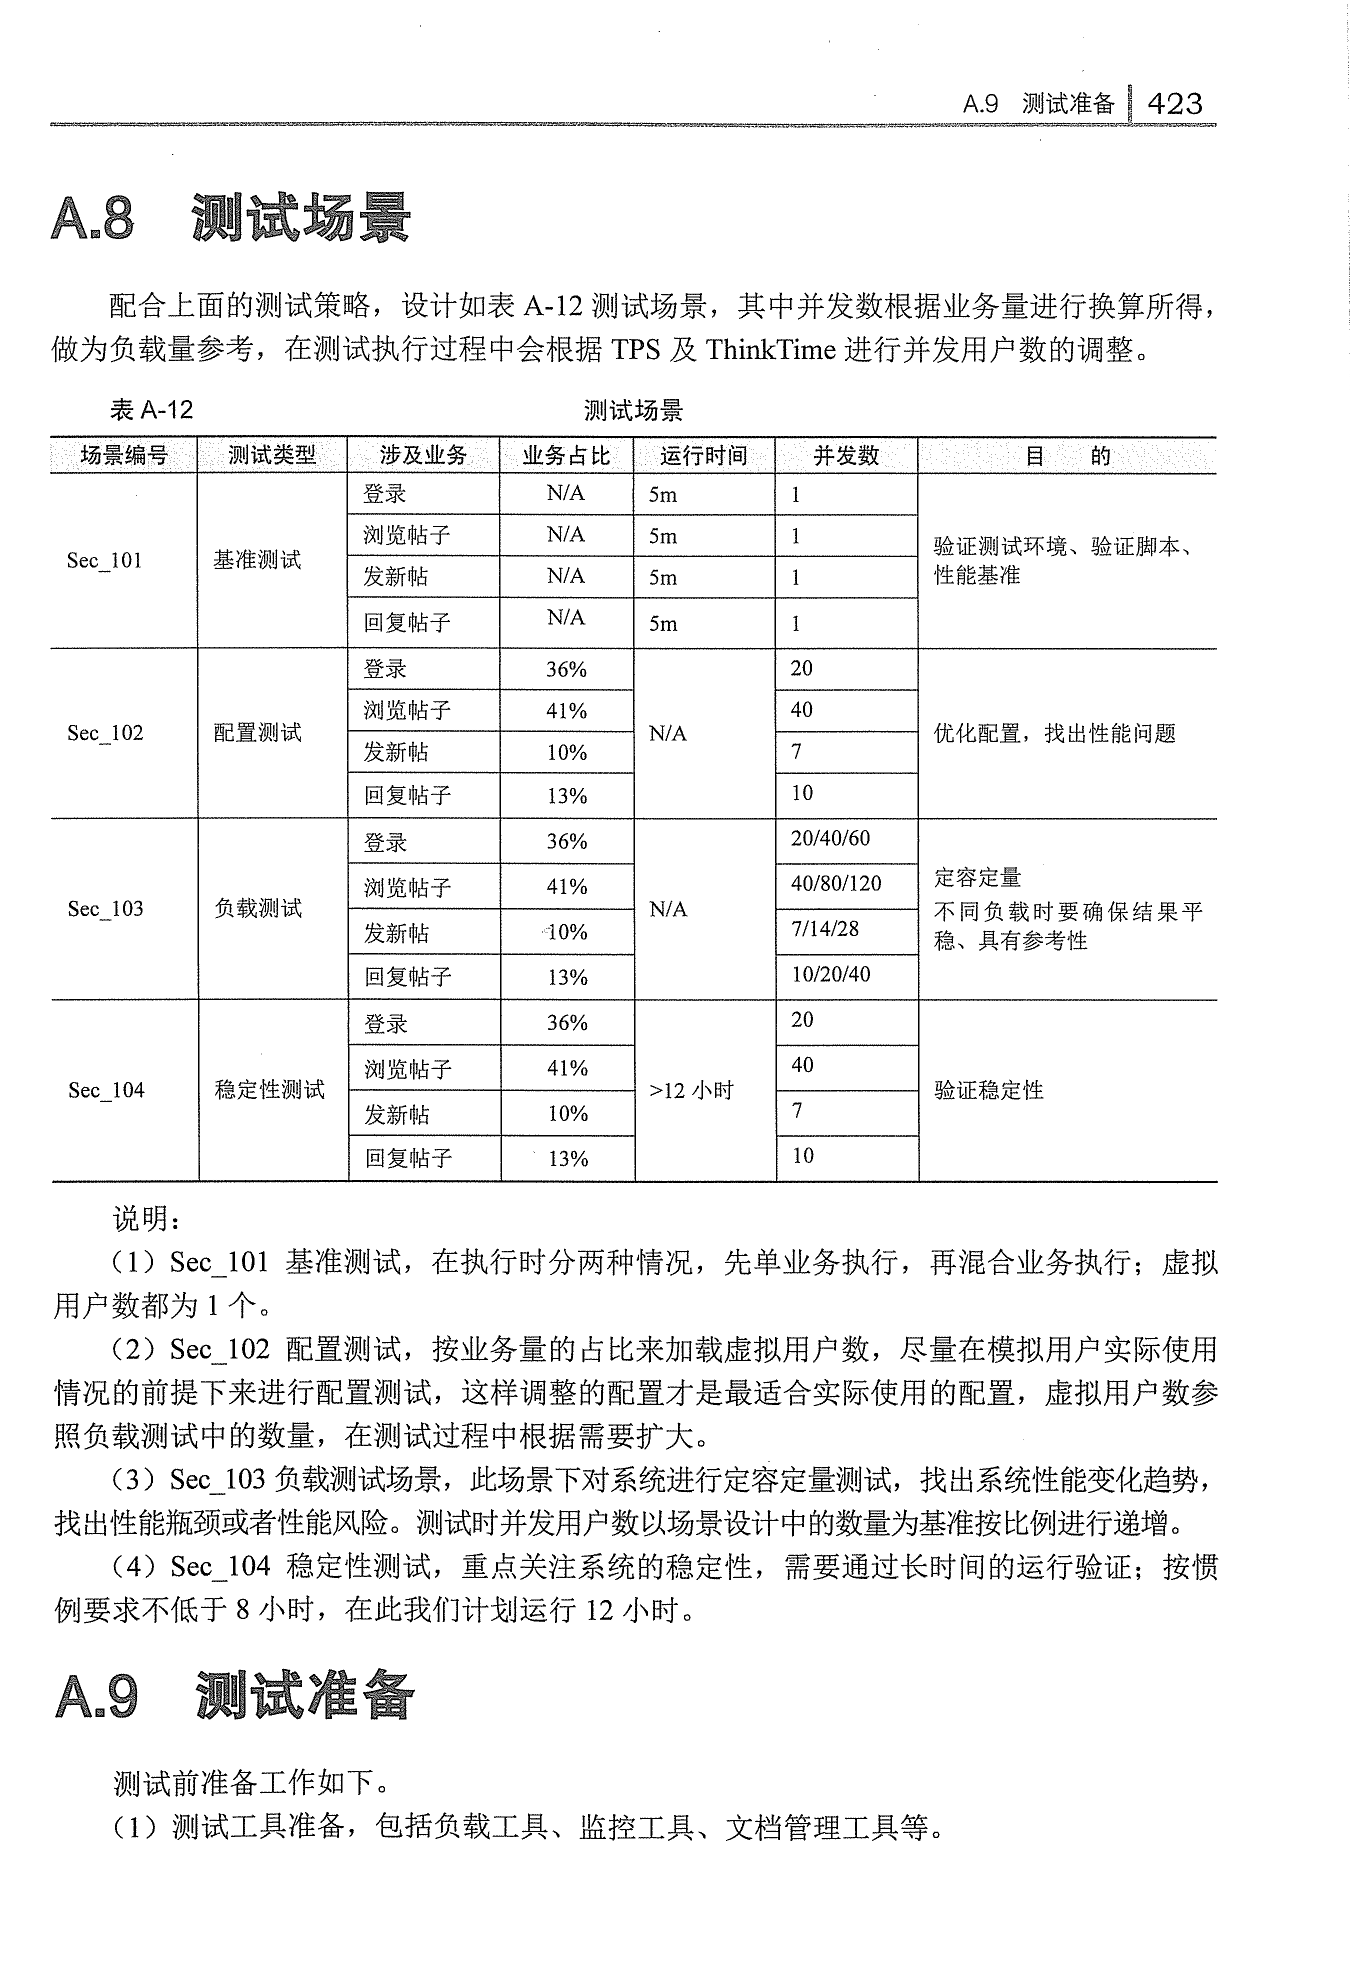 A.9 测试准备 423
A.8 测试场景
配合上面的测试策略，设计如表 A-12 测试场景，其中并发数根据业务量进行换算所得，
做为负载量参考，在测试执行过程中会根据 TPS 及 ThinkTime 进行并发用户数的调整。
表 A-12 测试场景
场景编号 测试类型 涉及业务 业务占比 运行时间 并发数 目 的
Sec_101 基准测试 登录 N/A 5m 1 验证测试环境、验证脚本、
性能基准
浏览帖子 N/A 5m 1
发新帖 N/A 5m 1
回复帖子 N/A 5m 1
Sec_102 配置测试 登录 36% N/A 20 优化配置，找出性能问题
浏览帖子 41% 40
发新帖 10% 7
回复帖子 13% 10
Sec_103 负载测试 登录 36% N/A 20/40/60 定容定量
不同负载时要确保结果平
稳、具有参考性
浏览帖子 41% 40/80/120
发新帖 10% 7/14/28
回复帖子 13% 10/20/40
Sec_104 稳定性测试 登录 36% >12 小时 20 验证稳定性
浏览帖子 41% 40
发新帖 10% 7
回复帖子 13% 10
说明：
（1）Sec_101 基准测试，在执行时分两种情况，先单业务执行，再混合业务执行；虚拟
用户数都为 1 个。
（2）Sec_102 配置测试，按业务量的占比来加载虚拟用户数，尽量在模拟用户实际使用
情况的前提下来进行配置测试，这样调整的配置才是最适合实际使用的配置，虚拟用户数参
照负载测试中的数量，在测试过程中根据需要扩大。
（3）Sec_103 负载测试场景，此场景下对系统进行定容定量测试，找出系统性能变化趋势，
找出性能瓶颈或者性能风险。测试时并发用户数以场景设计中的数量为基准按比例进行递增。
（4）Sec_104 稳定性测试，重点关注系统的稳定性，需要通过长时间的运行验证；按惯
例要求不低于 8 小时，在此我们计划运行 12 小时。
A.9 测试准备
测试前准备工作如下。
（1）测试工具准备，包括负载工具、监控工具、文档管理工具等。